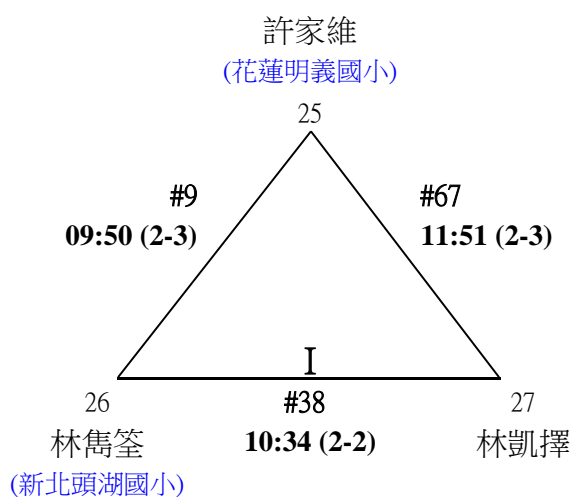 許家維
(花蓮明義國小)
25
#9
09:50 (2-3)
#67
11:51 (2-3)
I
26
#38
27
林雋筌
10:34 (2-2)
林凱擇
(新北頭湖國小)